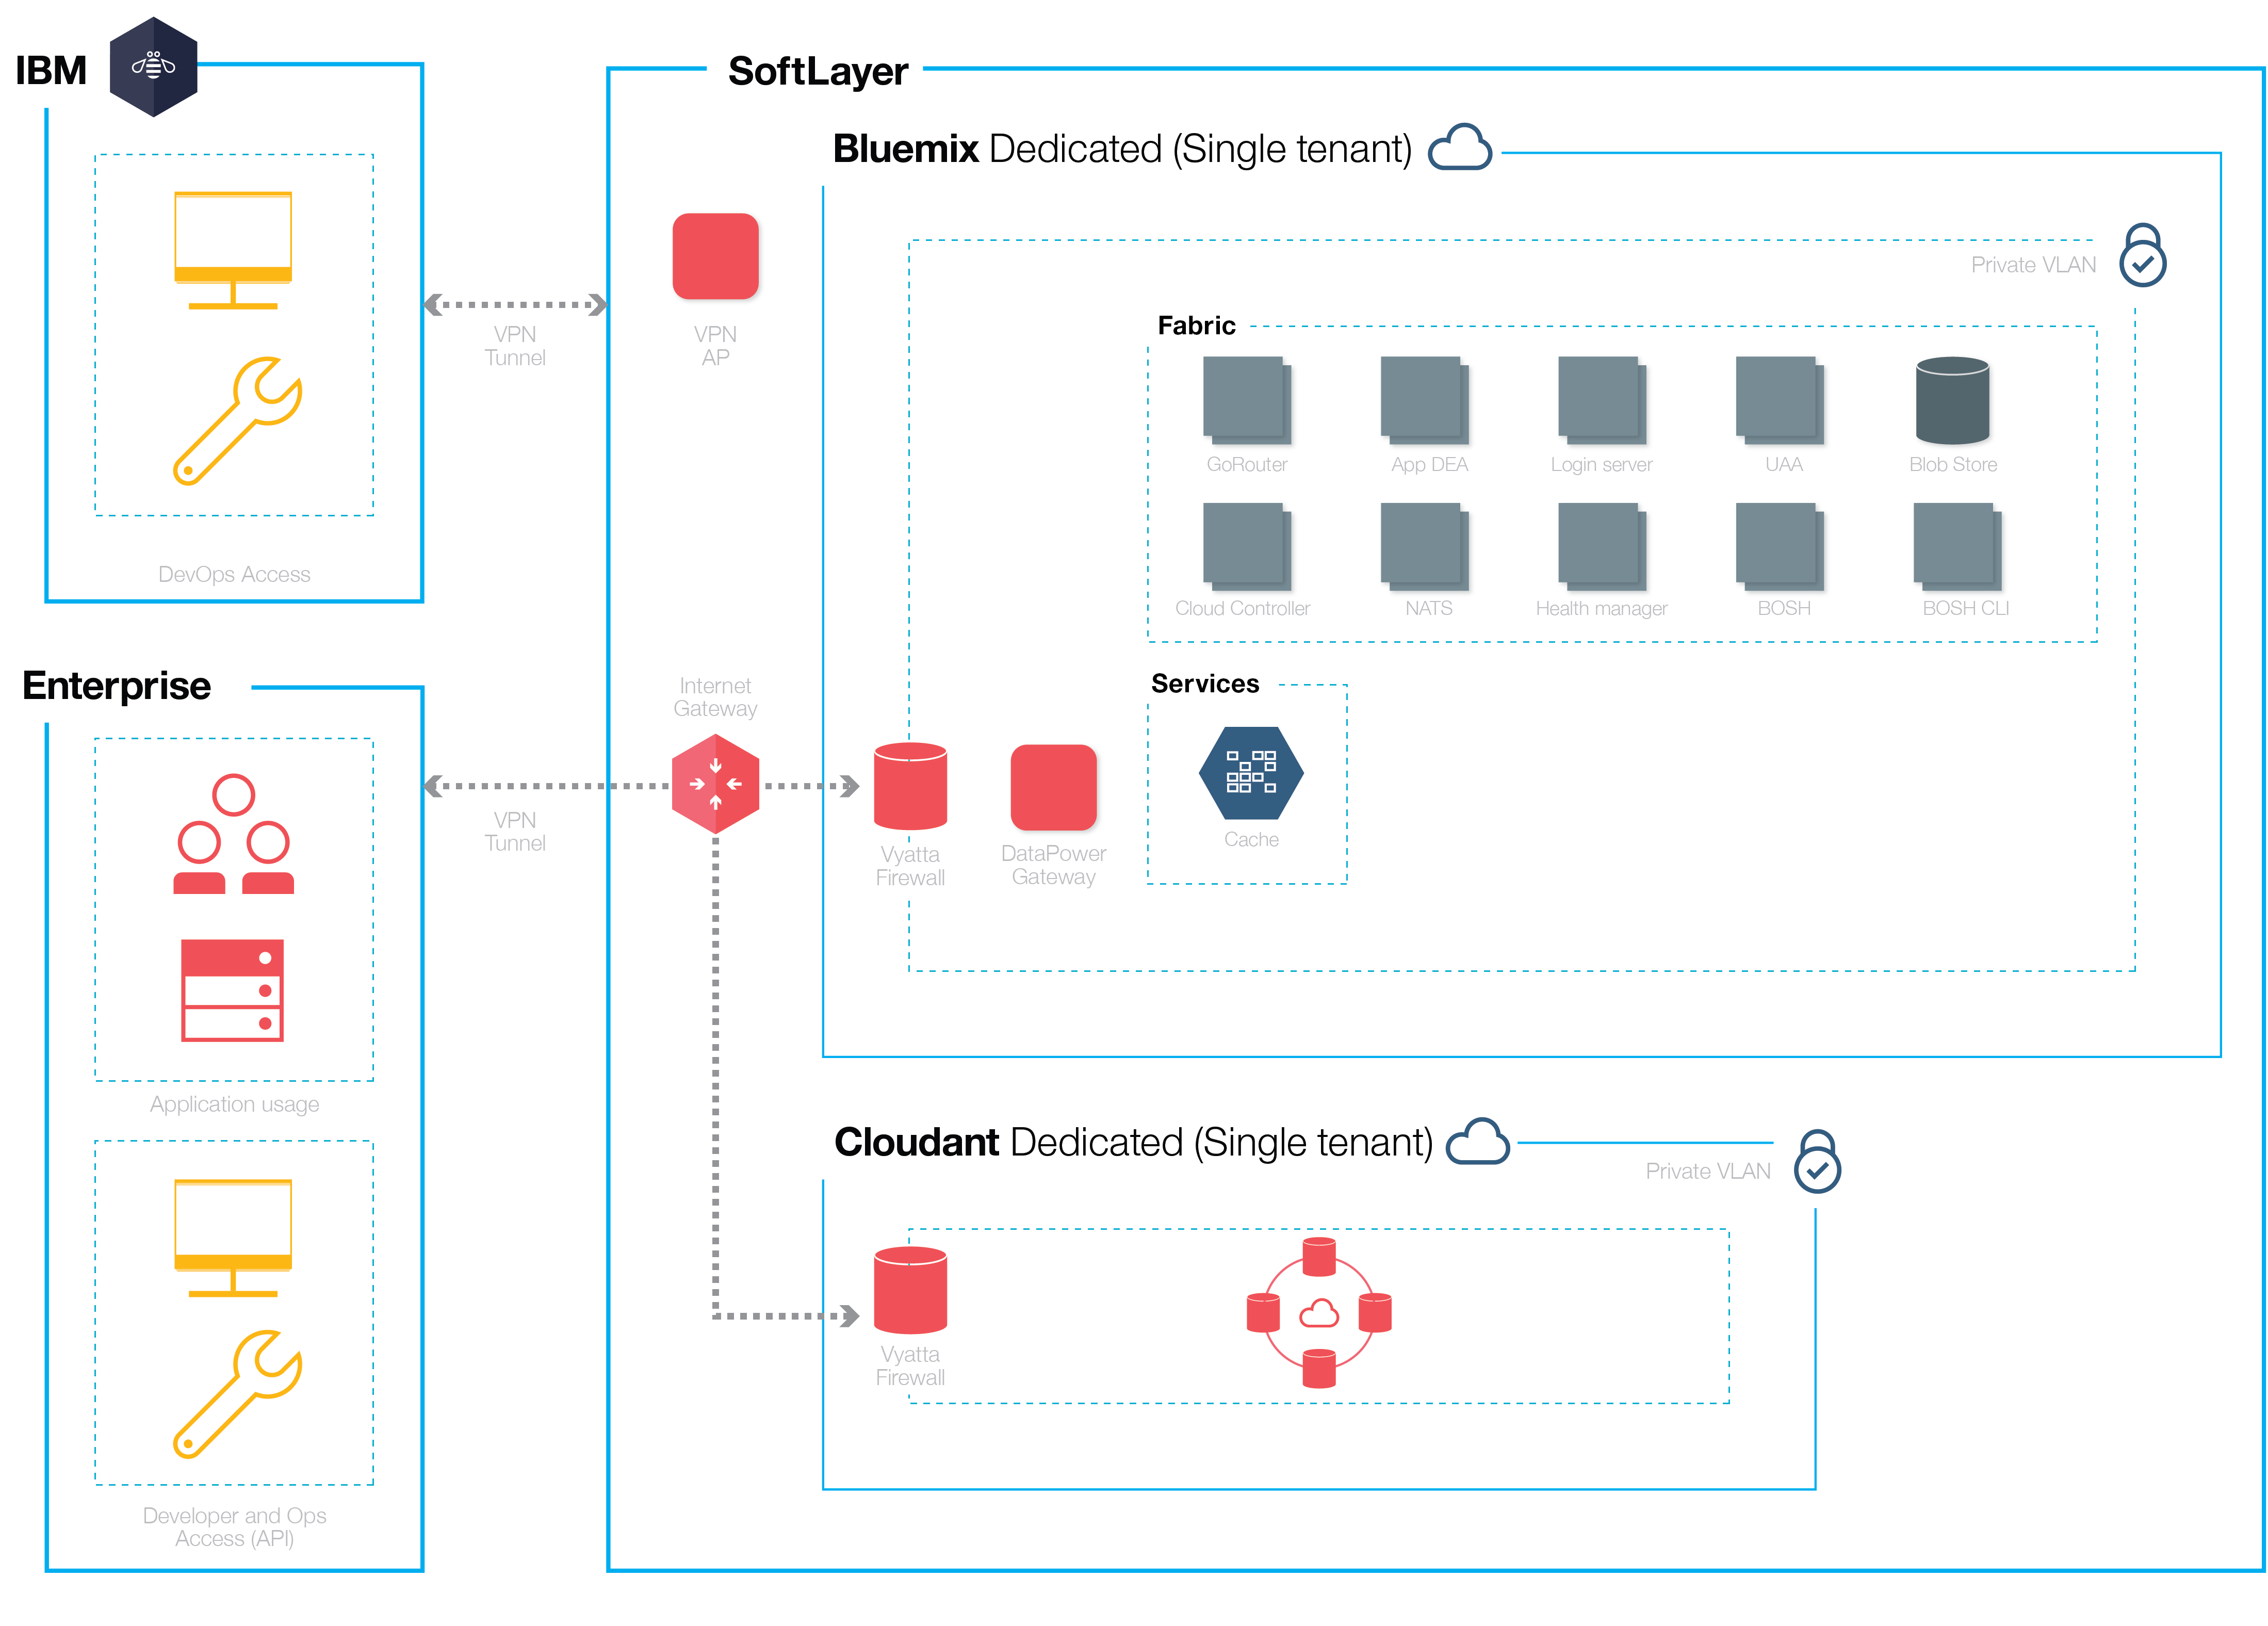 IBM
DevOps Access
VPN
Tunnel
SoftLayer
VPN
AP
Bluemix Dedicated (Single tenant)
Private VLAN
Fabric
GoRouter
App DEA
Login server
UAA
Blob Store
Cloud Controller
NATS
Health manager
BOSH
BOSH CLI
Enterprise
Application usage
Developer and Ops
Access (API)
VPN
Tunnel
Internet
Gateway
Vyatta
Firewall
DataPower
Gateway
Services
Cache
Cloudant Dedicated (Single tenant)
Private VLAN
Vyatta
Firewall